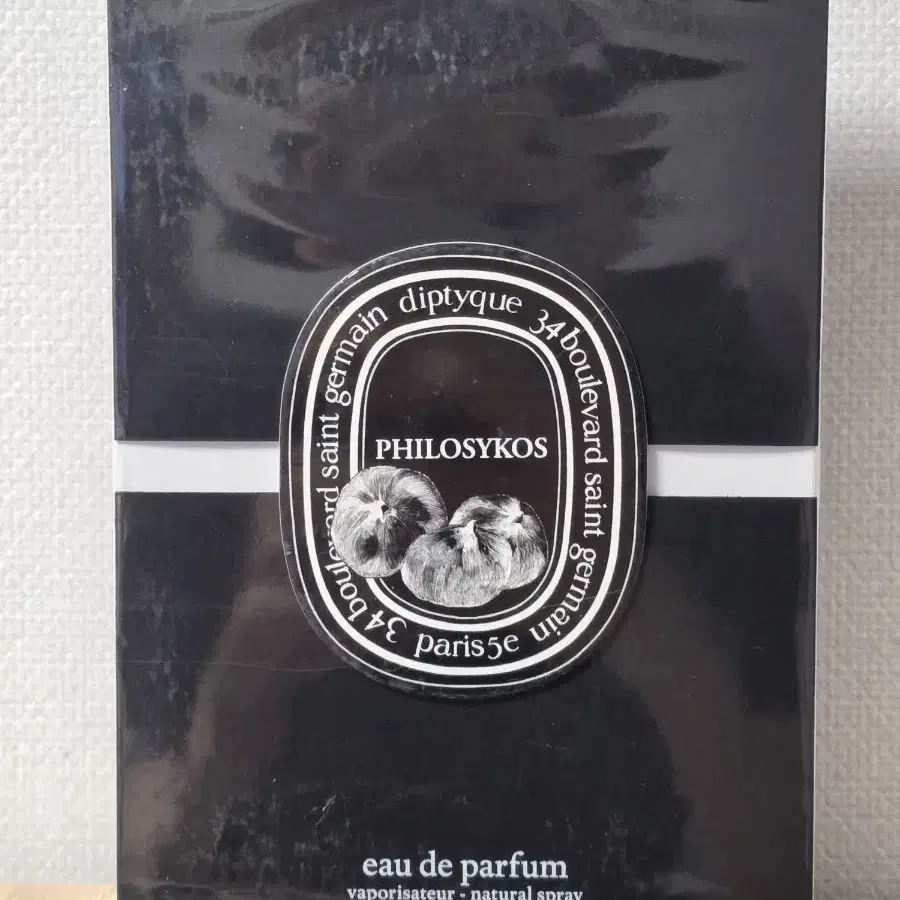 diptyque 34 boulevard saint germain paris 5e 34 boulevard saint germain
PHILOSYKOS
eau de parfum
vaporisateur - natural spray